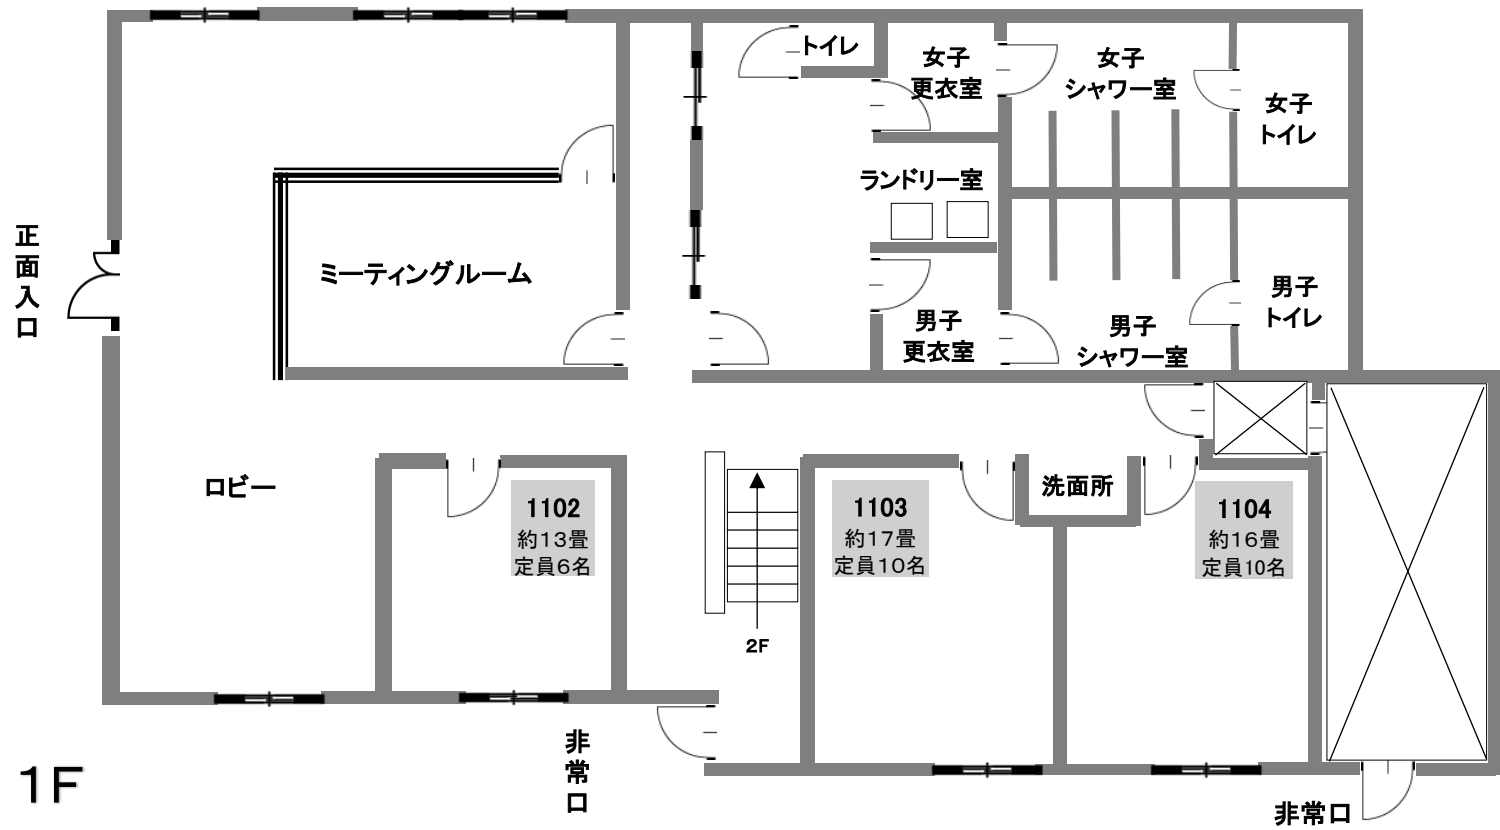 トイレ
女子
更衣室
女子
シャワー室
女子
トイレ
ランドリー室
正面入口
ミーティングルーム
男子
更衣室
男子
シャワー室
男子
トイレ
ロビー
1102
約13畳
定員6名
1103
約17畳
定員10名
洗面所
1104
約16畳
定員10名
2F
非常口
1F
非常口